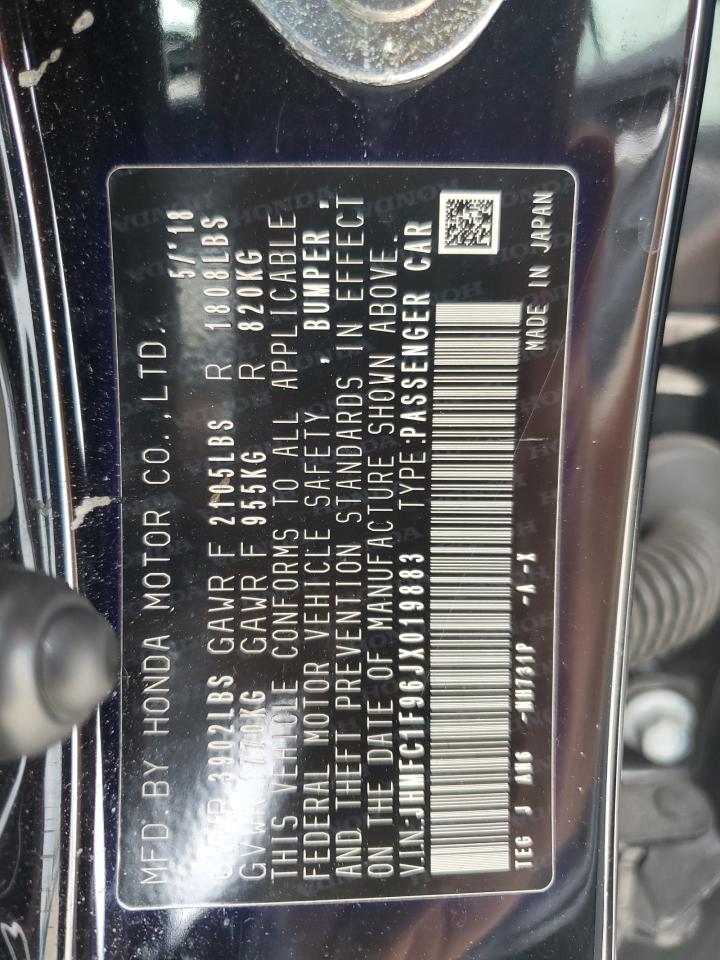 MFD. BY HONDA MOTOR CO., LTD. 5/'18
GVWR 3902LBS GAWR F 2105LBS R 1808LBS
GVWR 1770KG GAWR F 955KG R 820KG
THIS VEHICLE CONFORMS TO ALL APPLICABLE
FEDERAL MOTOR VEHICLE SAFETY , BUMPER ,
AND THEFT PREVENTION STANDARDS IN EFFECT
ON THE DATE OF MANUFACTURE SHOWN ABOVE.
V.I.N.:JHMFC1F96JX019883 TYPE:PASSENGER CAR
TEG J AM6 -NH731P -A -X MADE IN JAPAN